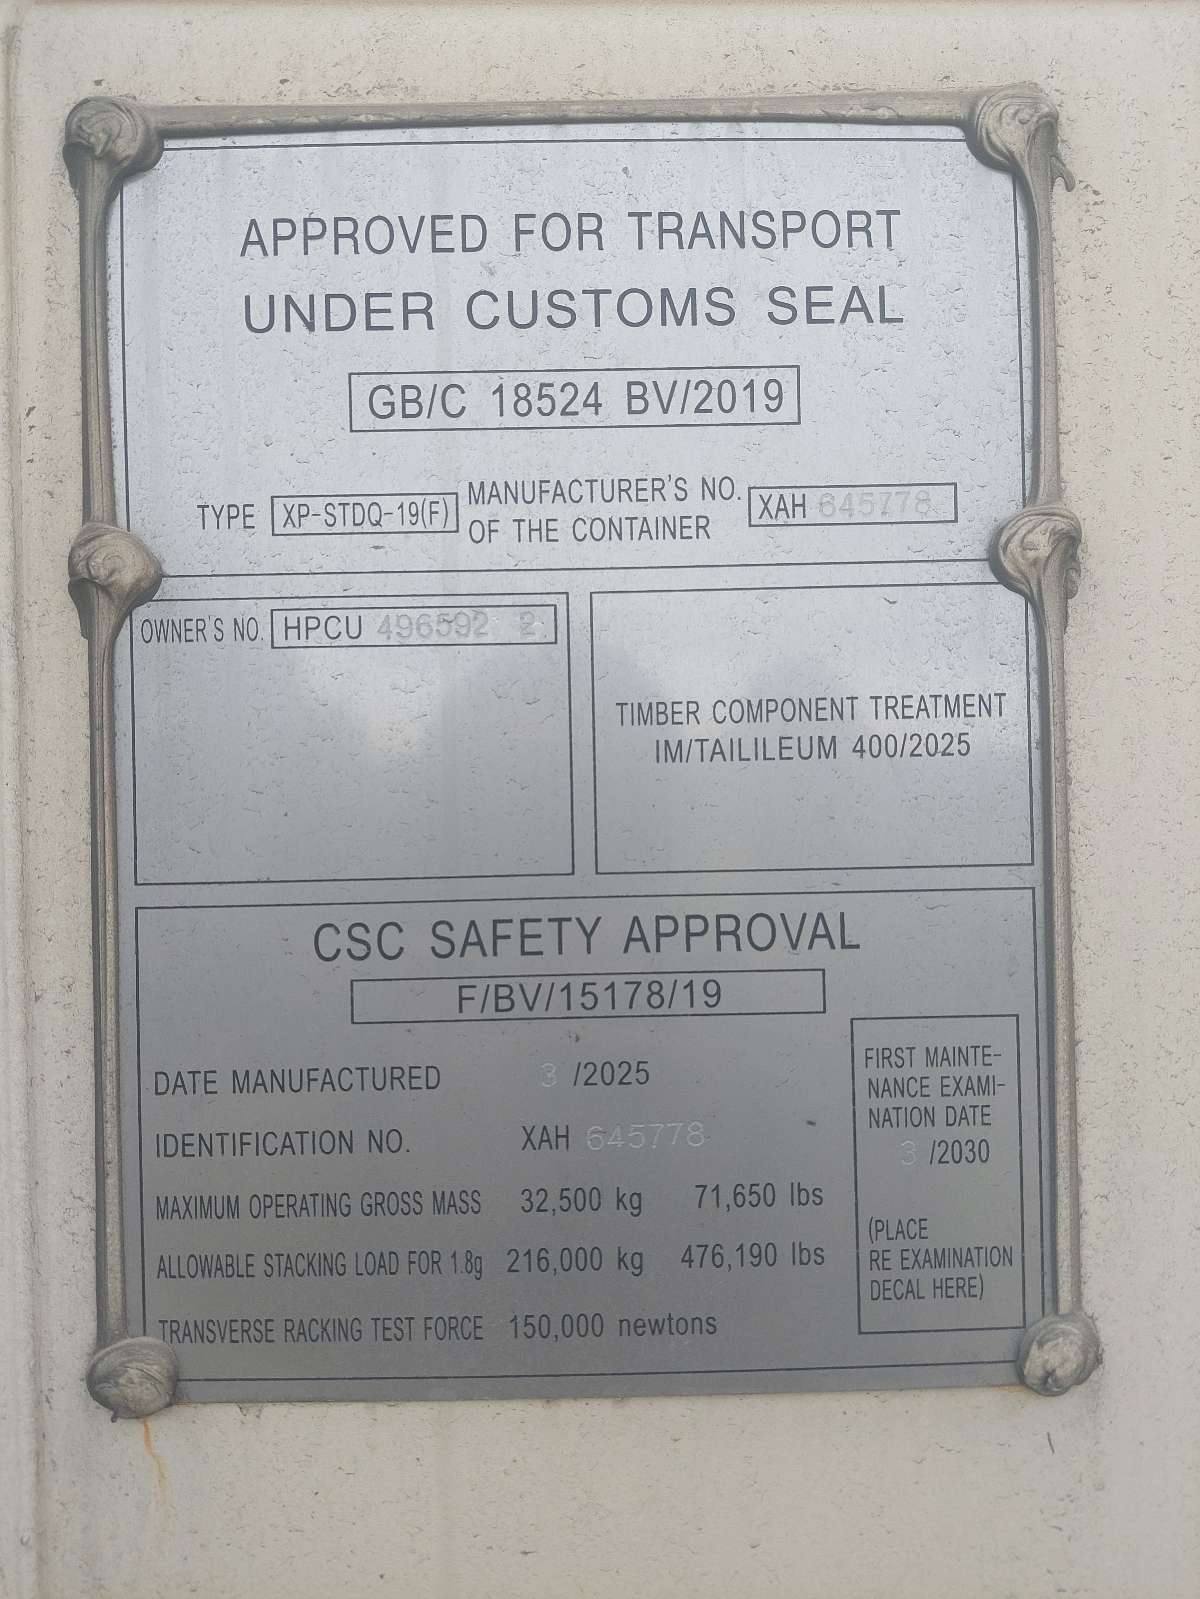 APPROVED FOR TRANSPORT
UNDER CUSTOMS SEAL
GB/C 18524 BV/2019
TYPE XP-STDQ-19(F) MANUFACTURER'S NO. OF THE CONTAINER XAH 645778
OWNER'S NO. HPCU 496592 2
TIMBER COMPONENT TREATMENT
IM/TAILILEUM 400/2025
CSC SAFETY APPROVAL
F/BV/15178/19
DATE MANUFACTURED 3 /2025
IDENTIFICATION NO. XAH 645778
MAXIMUM OPERATING GROSS MASS 32,500 kg 71,650 lbs
ALLOWABLE STACKING LOAD FOR 1.8g 216,000 kg 476,190 lbs
TRANSVERSE RACKING TEST FORCE 150,000 newtons
FIRST MAINTE-
NANCE EXAMI-
NATION DATE
3 /2030
(PLACE
RE EXAMINATION
DECAL HERE)